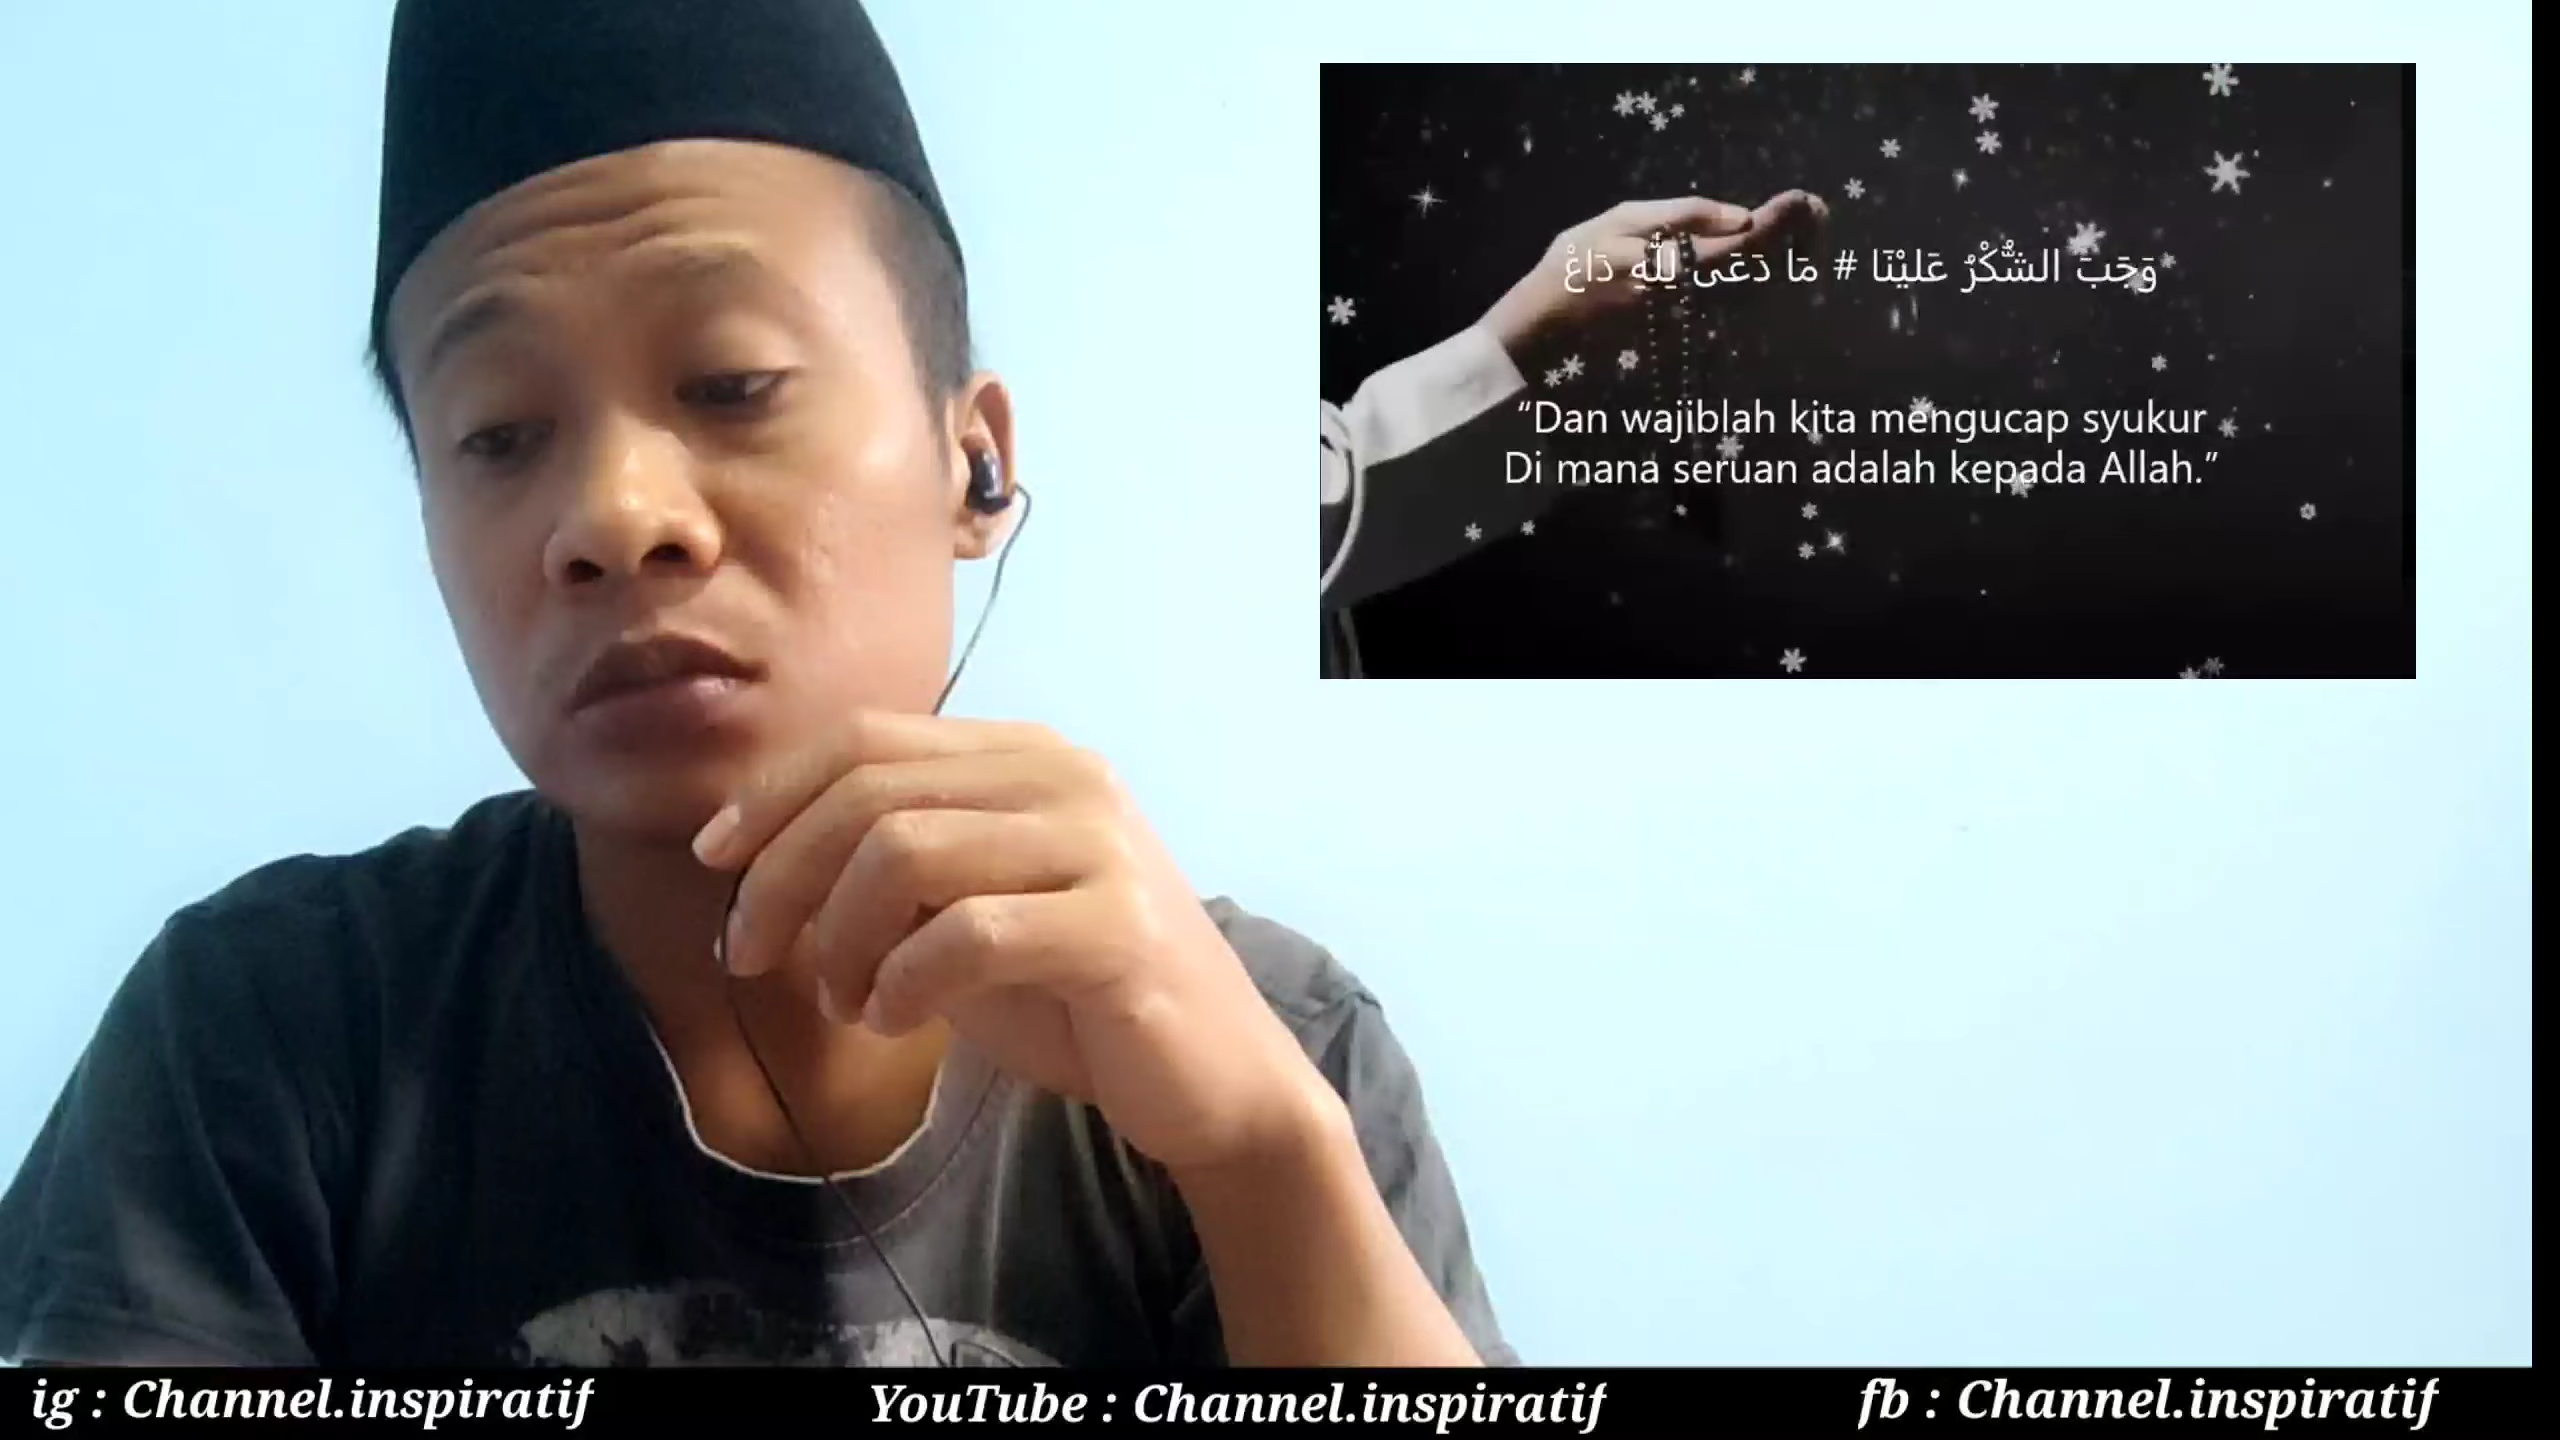 وَجَبَ الشُّكْرُ عَلَيْنَا # مَا دَعَى لِلَّهِ دَاعْ
“Dan wajiblah kita mengucap syukur
Di mana seruan adalah kepada Allah.”
ig : Channel.inspiratif
YouTube : Channel.inspiratif
fb : Channel.inspiratif